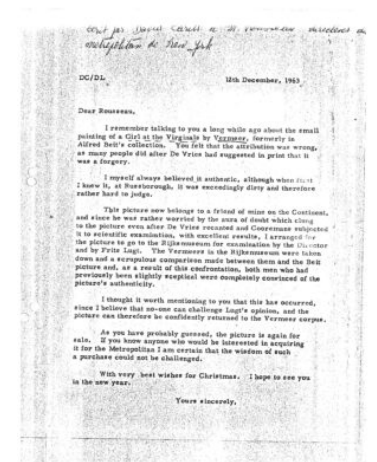 écrit par David Carritt a M. Rousseau
metropolitan de New-York
DC/DL
12th December, 1963
Dear Rousseau,
I remember talking to you a long while ago about the small
painting of a Girl at the Virginals by Vermeer, formerly in
Alfred Beit's collection. You felt that the attribution was wrong,
as many people did after De Vries had suggested in print that it
was a forgery.
I myself always believed it authentic, although when first
I knew it, at Russborough, it was exceedingly dirty and therefore
rather hard to judge.
This picture now belongs to a friend of mine on the Continent,
and since he was rather worried by the aura of doubt which clung
to the picture even after De Vries recanted and Coremans subjected
it to scientific examination, with excellent results, I arranged for
the picture to go to the Rijksmuseum for examination by the Director
and by Frits Lugt. The Vermeers in the Rijksmuseum were taken
down and a scrupulous comparison made between them and the Beit
picture and, as a result of this confrontation, both men who had
previously been slightly sceptical were completely convinced of the
picture's authenticity.
I thought it worth mentioning to you that this has occurred,
since I believe that no-one can challenge Lugt's opinion, and the
picture can therefore be confidently returned to the Vermeer corpus.
As you have probably guessed, the picture is again for
sale. If you know anyone who would be interested in acquiring
it for the Metropolitan I am certain that the wisdom of such
a purchase could not be challenged.
With very best wishes for Christmas. I hope to see you
in the new year.
Yours sincerely,